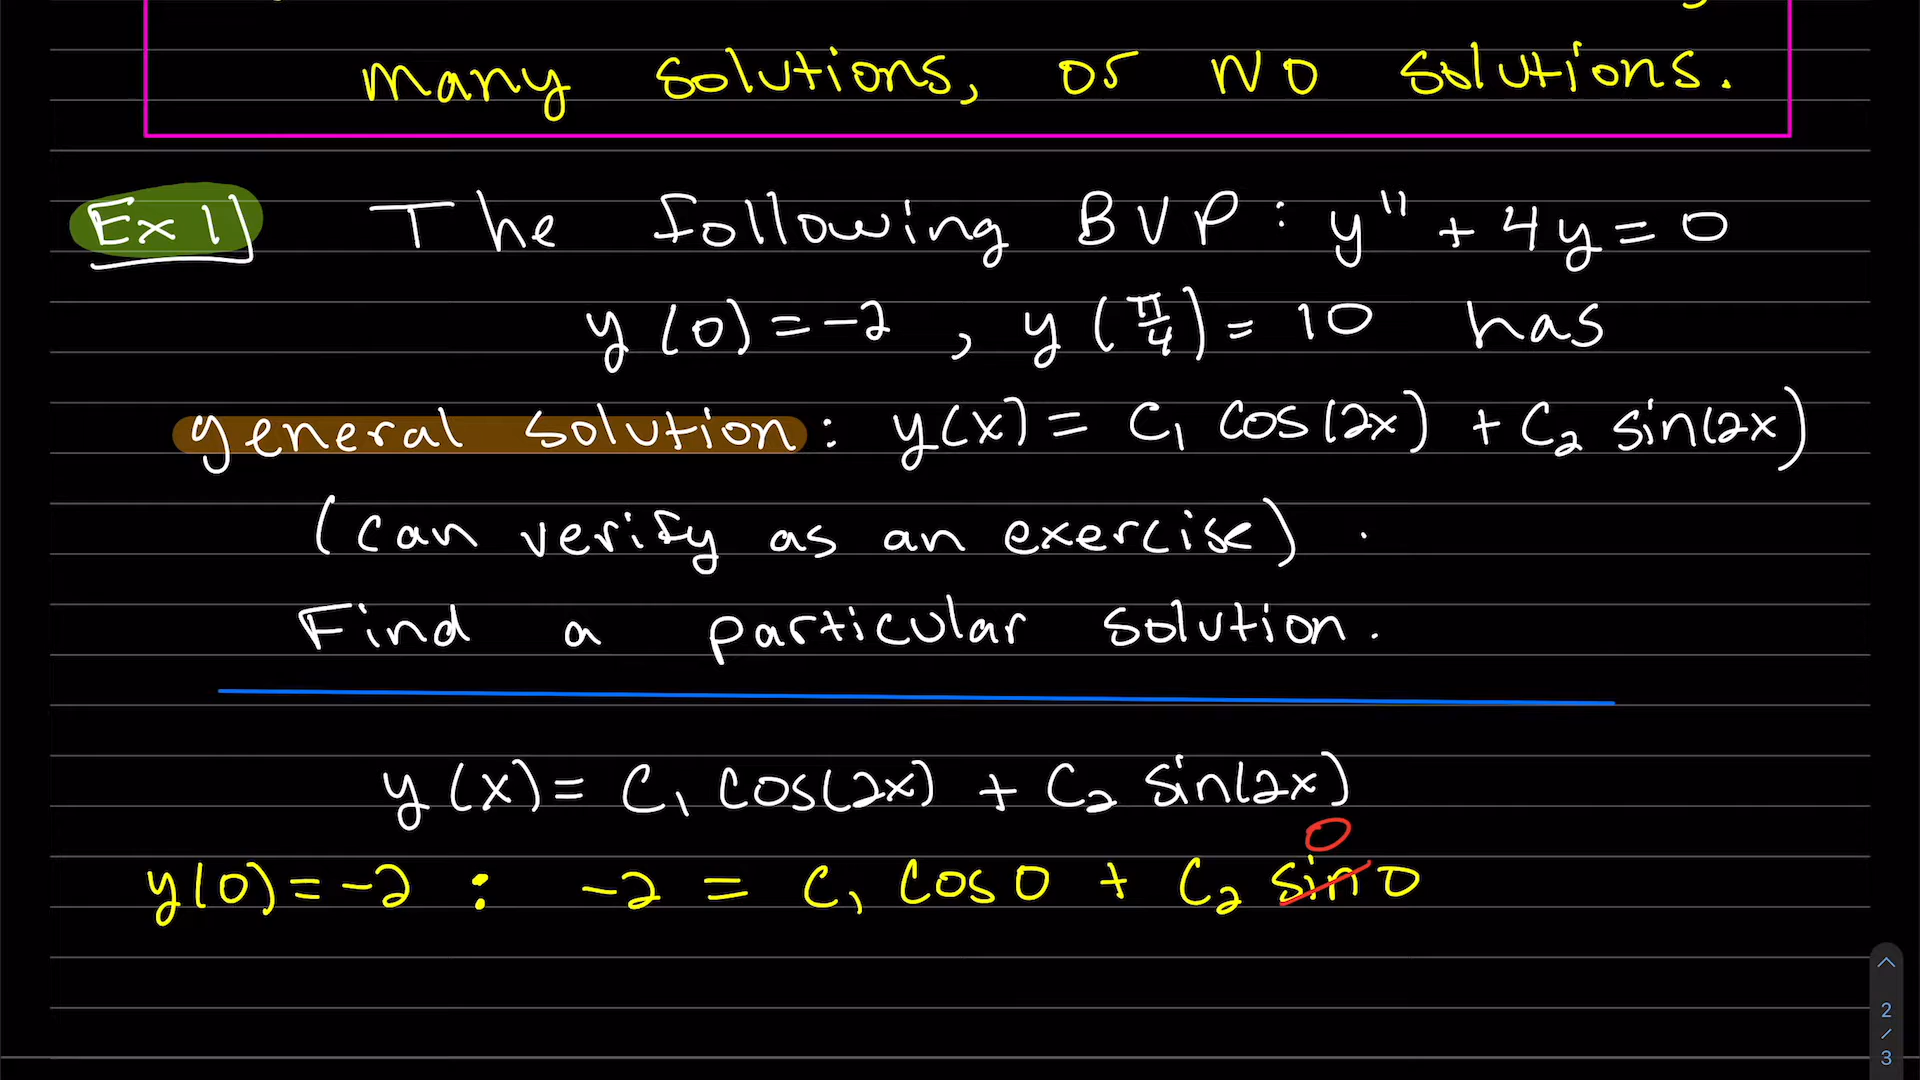 many solutions, or NO solutions.
Ex 1 The following BVP: y'' + 4y = 0
y(0) = -2, y(π/4) = 10 has
general solution: y(x) = C₁ cos(2x) + C₂ sin(2x)
(can verify as an exercise).
Find a particular solution.
y(x) = C₁ cos(2x) + C₂ sin(2x)
0
y(0) = -2 : -2 = C₁ cos 0 + C₂ sin 0
2
/
3